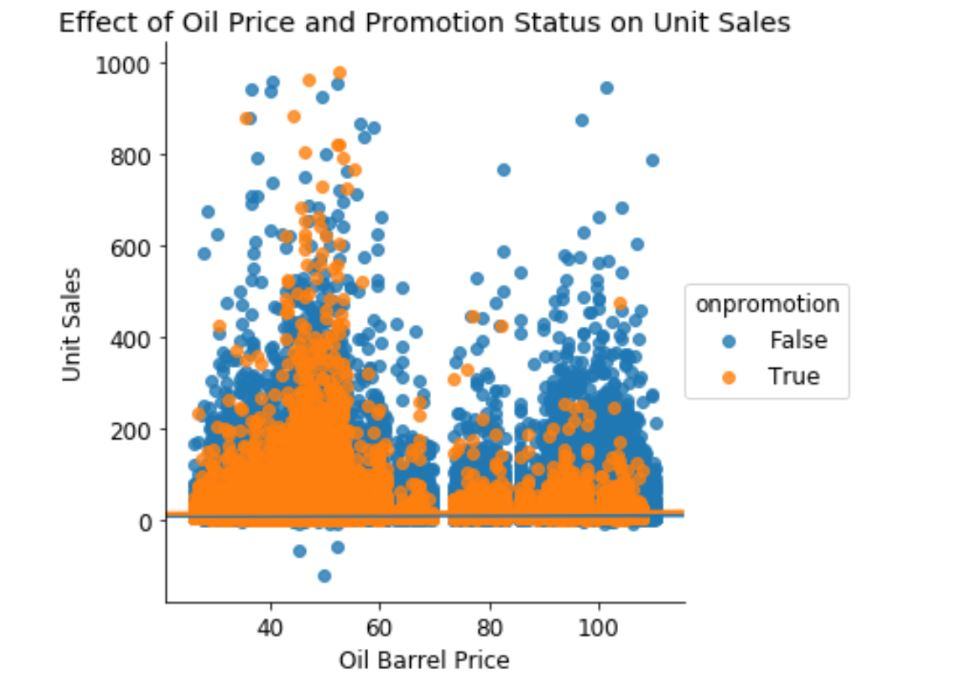 Effect of Oil Price and Promotion Status on Unit Sales
1000
800
600
400
200
0
Unit Sales
40 60 80 100
Oil Barrel Price
onpromotion
False
True